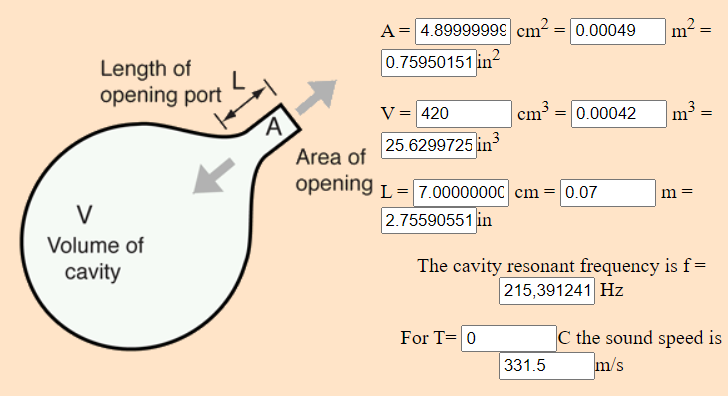 Length of
opening port
L
A
Area of
opening
V
Volume of
cavity
A = 4.89999999 cm² = 0.00049 m² =
0.75950151 in²
V = 420 cm³ = 0.00042 m³ =
25.6299725 in³
L = 7.0000000 cm = 0.07 m =
2.75590551 in
The cavity resonant frequency is f =
215,391241 Hz
For T= 0 C the sound speed is
331.5 m/s